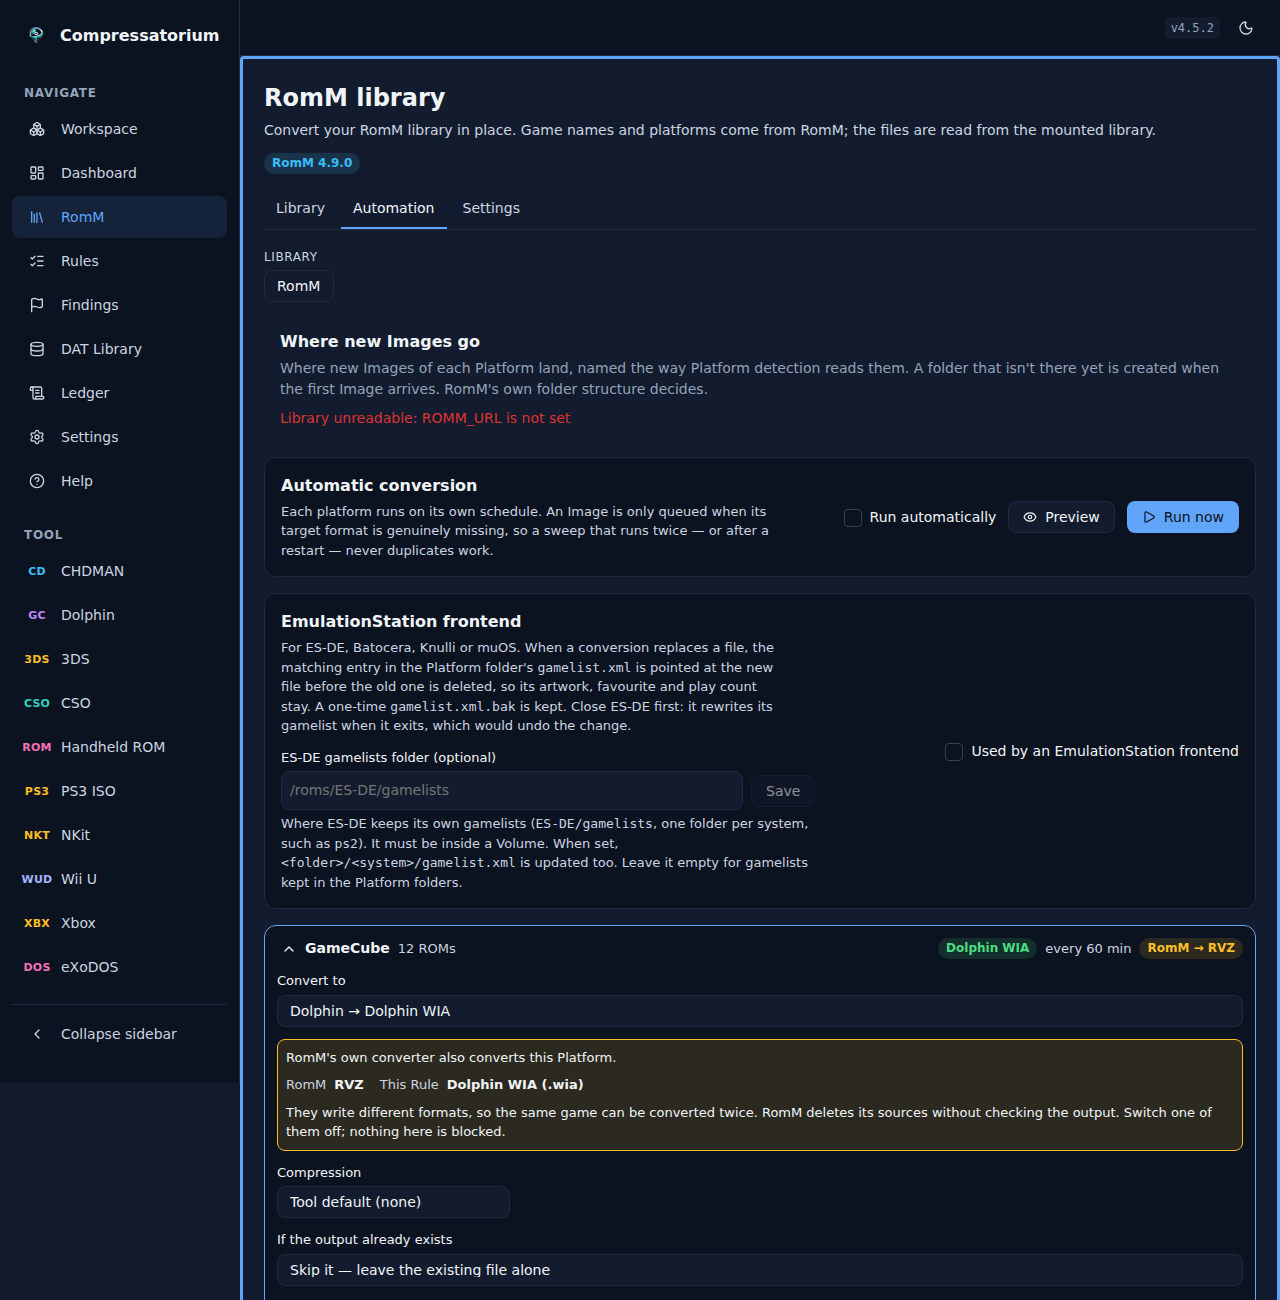 Compressatorium
v4.5.2
NAVIGATE
Workspace
Dashboard
RomM
Rules
Findings
DAT Library
Ledger
Settings
Help
TOOL
CD CHDMAN
GC Dolphin
3DS 3DS
CSO CSO
ROM Handheld ROM
PS3 PS3 ISO
NKT NKit
WUD Wii U
XBX Xbox
DOS eXoDOS
Collapse sidebar
RomM library
Convert your RomM library in place. Game names and platforms come from RomM; the files are read from the mounted library.
RomM 4.9.0
Library Automation Settings
LIBRARY
RomM
Where new Images go
Where new Images of each Platform land, named the way Platform detection reads them. A folder that isn't there yet is created when
the first Image arrives. RomM's own folder structure decides.
Library unreadable: ROMM_URL is not set
Automatic conversion
Each platform runs on its own schedule. An Image is only queued when its
target format is genuinely missing, so a sweep that runs twice — or after a
restart — never duplicates work.
Run automatically Preview Run now
EmulationStation frontend
For ES-DE, Batocera, Knulli or muOS. When a conversion replaces a file, the
matching entry in the Platform folder's gamelist.xml is pointed at the new
file before the old one is deleted, so its artwork, favourite and play count
stay. A one-time gamelist.xml.bak is kept. Close ES-DE first: it rewrites its
gamelist when it exits, which would undo the change.
ES-DE gamelists folder (optional)
/roms/ES-DE/gamelists Save
Where ES-DE keeps its own gamelists (ES-DE/gamelists, one folder per system,
such as ps2). It must be inside a Volume. When set,
<folder>/<system>/gamelist.xml is updated too. Leave it empty for gamelists
kept in the Platform folders.
Used by an EmulationStation frontend
GameCube 12 ROMs Dolphin WIA every 60 min RomM → RVZ
Convert to
Dolphin → Dolphin WIA
RomM's own converter also converts this Platform.
RomM RVZ This Rule Dolphin WIA (.wia)
They write different formats, so the same game can be converted twice. RomM deletes its sources without checking the output. Switch one of
them off; nothing here is blocked.
Compression
Tool default (none)
If the output already exists
Skip it — leave the existing file alone